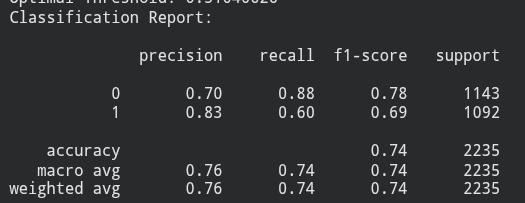 Classification Report:
precision recall f1-score support
0 0.70 0.88 0.78 1143
1 0.83 0.60 0.69 1092
accuracy 0.74 2235
macro avg 0.76 0.74 0.74 2235
weighted avg 0.76 0.74 0.74 2235